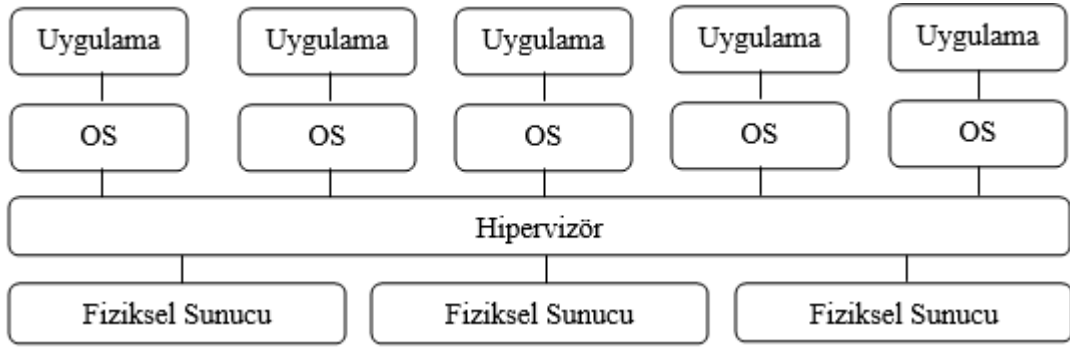 Uygulama Uygulama Uygulama Uygulama Uygulama
OS OS OS OS OS
Hipervizör
Fiziksel Sunucu Fiziksel Sunucu Fiziksel Sunucu